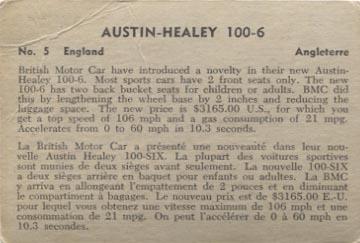 AUSTIN-HEALEY 100-6
No. 5 England Angleterre
British Motor Car have introduced a novelty in their new Austin-
Healey 100-6. Most sports cars have 2 front seats only. The new
100-6 has two back bucket seats for children or adults. BMC did
this by lengthening the wheel base by 2 inches and reducing the
luggage space. The new price is $3165.00 U.S., for which you
get a top speed of 106 mph and a gas consumption of 21 mpg.
Accelerates from 0 to 60 mph in 10.3 seconds.
La British Motor Car a présenté une nouveauté dans leur nou-
velle Austin Healey 100-SIX. La plupart des voitures sportives
sont munies de deux sièges avant seulement. La nouvelle 100-SIX
a deux sièges arrière en baquet pour enfants ou adultes. La BMC
y arriva en allongeant l'empattement de 2 pouces et en diminuant
le compartiment à bagages. Le nouveau prix est de $3165.00 E.-U.
pour lequel vous obtenez une vitesse maximum de 106 mph et une
consommation de 21 mpg. On peut l'accélérer de 0 à 60 mph en
10.3 secondes.